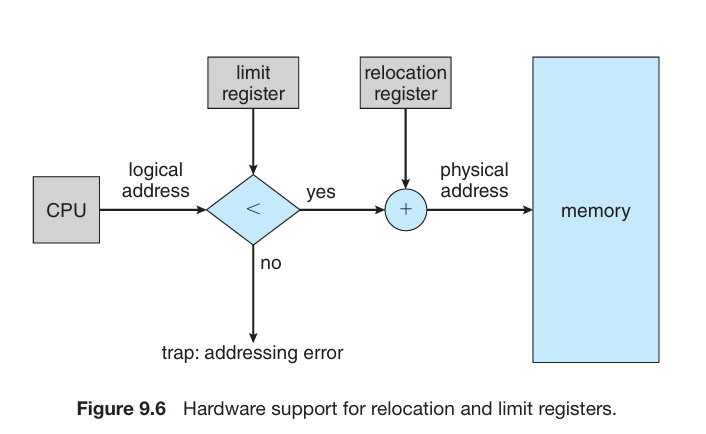 limit
register
relocation
register
logical
address
physical
address
CPU
<
yes
+
memory
no
trap: addressing error
Figure 9.6 Hardware support for relocation and limit registers.